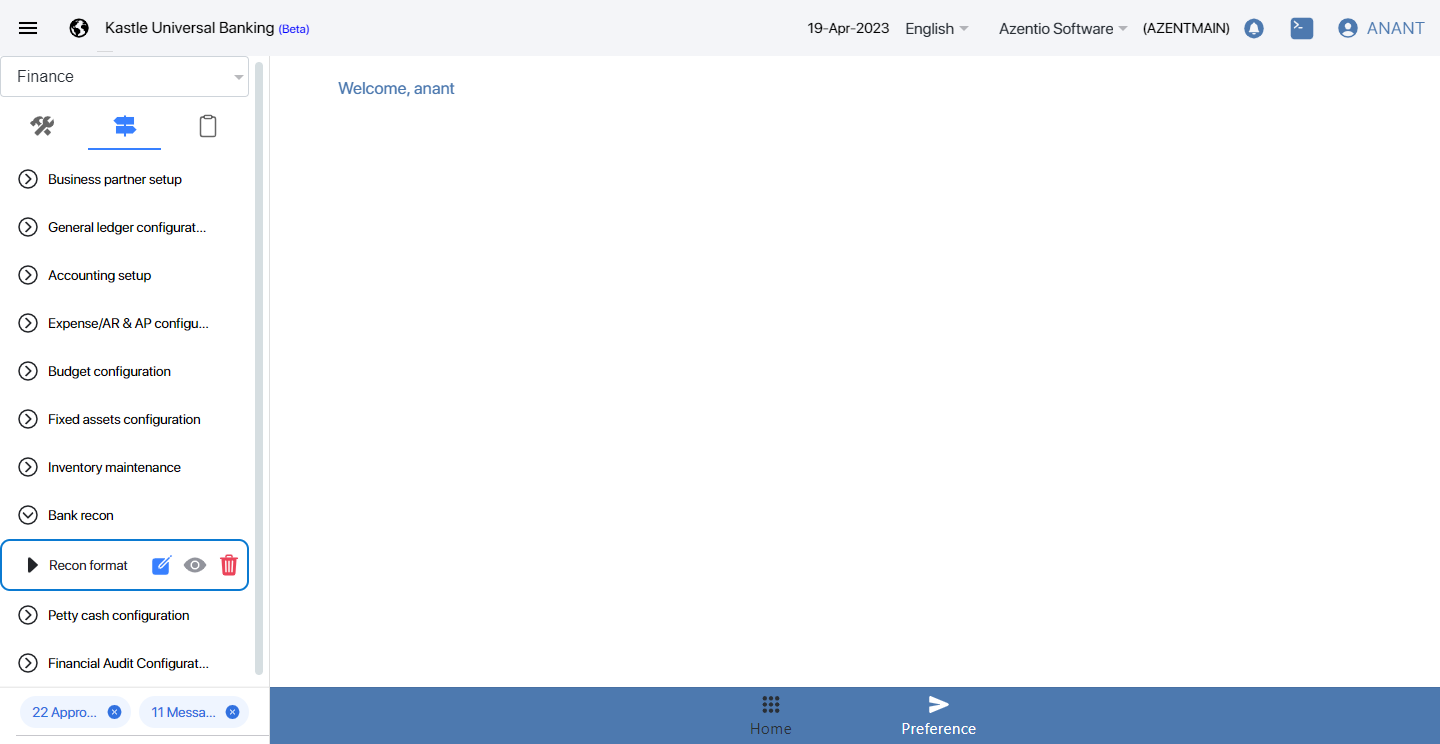 Kastle Universal Banking (Beta)
19-Apr-2023 English Azentio Software (AZENTMAIN) ANANT
Finance
Welcome, anant
Business partner setup
General ledger configurat...
Accounting setup
Expense/AR & AP configu...
Budget configuration
Fixed assets configuration
Inventory maintenance
Bank recon
Recon format
Petty cash configuration
Financial Audit Configurat...
22 Appro... 11 Messa...
Home Preference